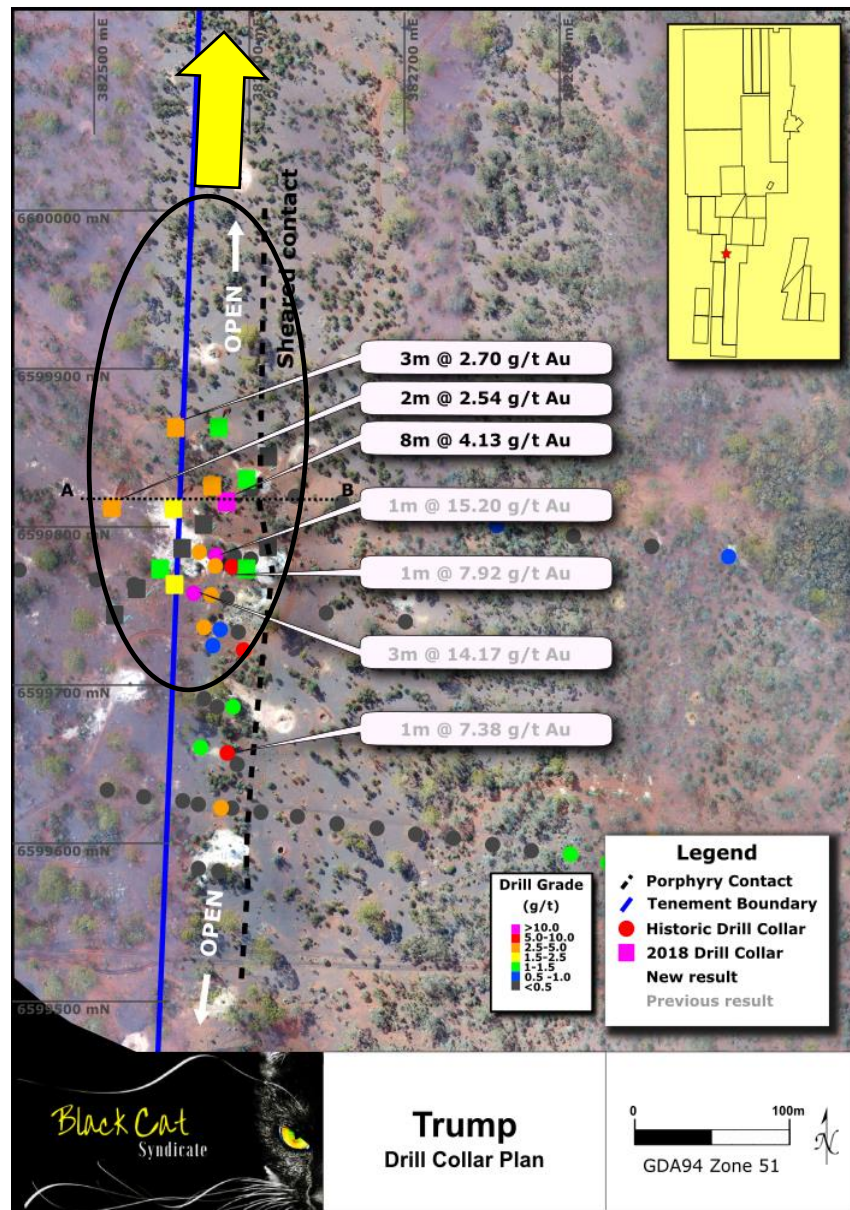 382500 mE
382700 mE
6600000 mN
OPEN
Sheared contact
6599900 mN
3m @ 2.70 g/t Au
2m @ 2.54 g/t Au
8m @ 4.13 g/t Au
A
B
1m @ 15.20 g/t Au
6599800 mN
1m @ 7.92 g/t Au
3m @ 14.17 g/t Au
6599700 mN
1m @ 7.38 g/t Au
6599600 mN
OPEN
6599500 mN
Drill Grade
(g/t)
>10.0
5.0-10.0
2.5-5.0
1.5-2.5
1-1.5
0.5 -1.0
<0.5
Legend
Porphyry Contact
Tenement Boundary
Historic Drill Collar
2018 Drill Collar
New result
Previous result
Black Cat
Syndicate
Trump
Drill Collar Plan
0
100m
GDA94 Zone 51
N